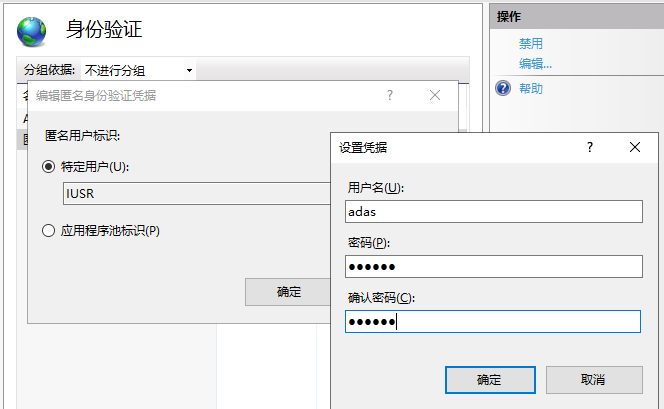 身份验证
分组依据: 不进行分组
编辑匿名身份验证凭据
?
匿名用户标识:
特定用户(U):
IUSR
应用程序池标识(P)
确定
设置凭据
?
用户名(U):
adas
密码(P):
●●●●●●
确认密码(C):
●●●●●●
确定
取消
操作
禁用
编辑...
帮助